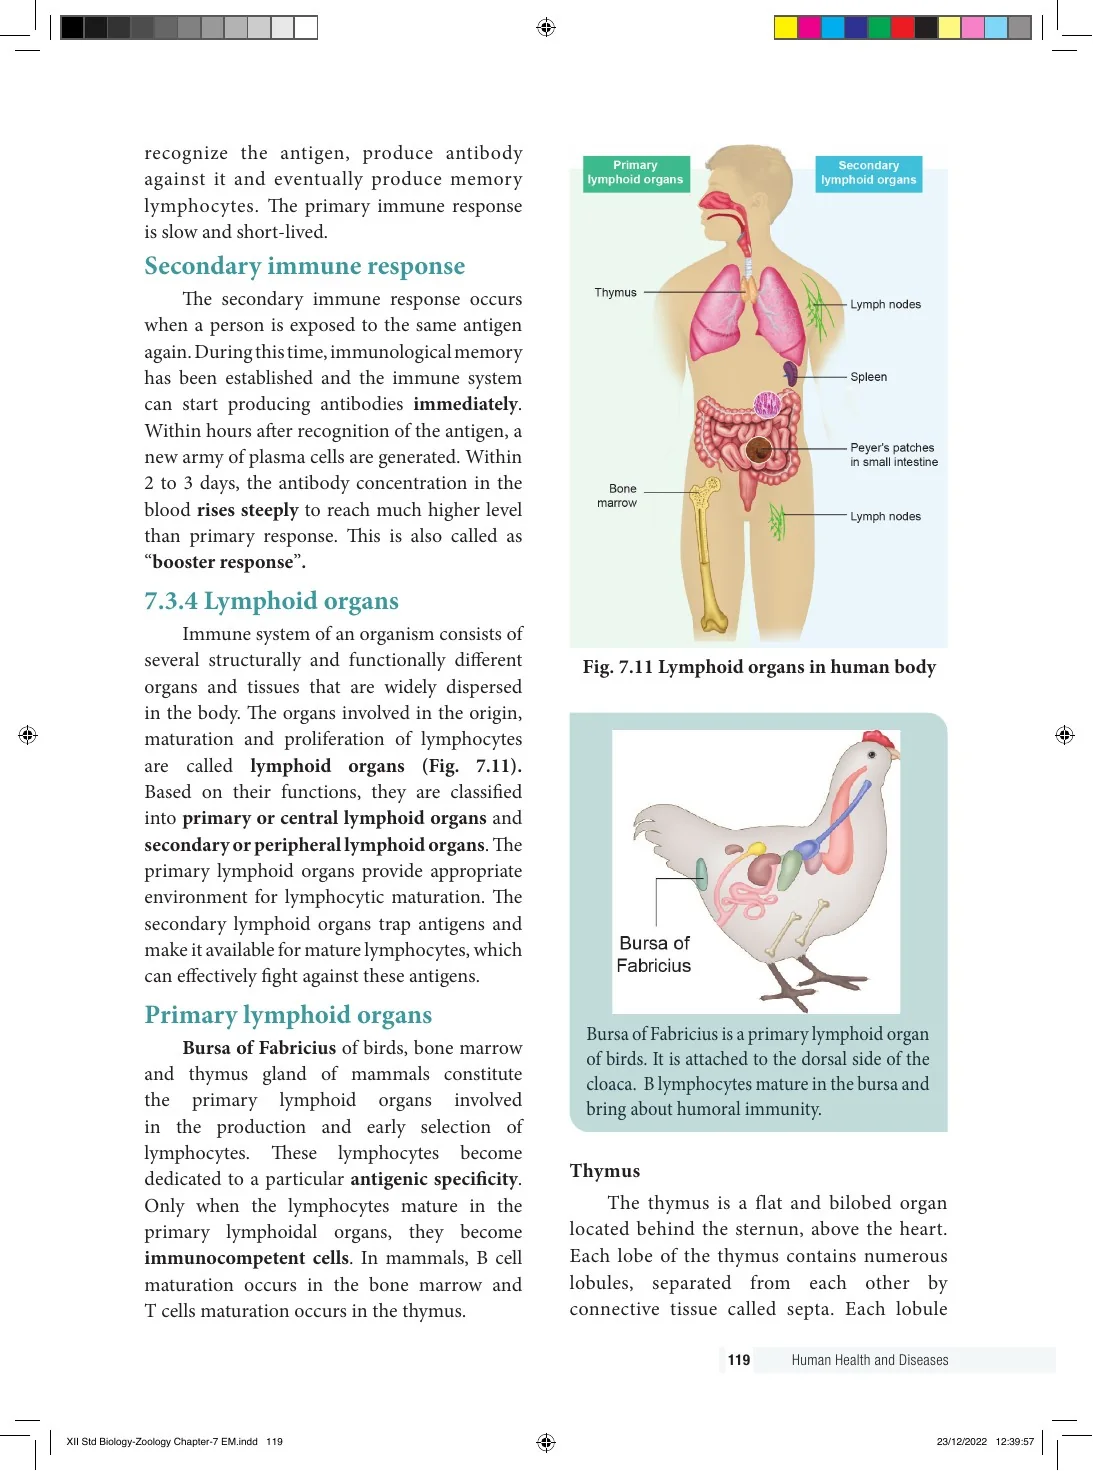 recognize the antigen, produce antibody
against it and eventually produce memory
lymphocytes. The primary immune response
is slow and short-lived.
Secondary immune response
The secondary immune response occurs
when a person is exposed to the same antigen
again. During this time, immunological memory
has been established and the immune system
can start producing antibodies immediately.
Within hours after recognition of the antigen, a
new army of plasma cells are generated. Within
2 to 3 days, the antibody concentration in the
blood rises steeply to reach much higher level
than primary response. The is also called as
“booster response”.
7.3.4 Lymphoid organs
Immune system of an organism consists of
several structurally and functionally different
organs and tissues that are widely dispersed
in the body. The organs involved in the origin,
maturation and proliferation of lymphocytes
are called lymphoid organs (Fig. 7.11).
Based on their functions, they are classified
into primary or central lymphoid organs and
secondary or peripheral lymphoid organs. The
primary lymphoid organs provide appropriate
environment for lymphocytic maturation. The
secondary lymphoid organs trap antigens and
make it available for mature lymphocytes, which
can effectively fight against these antigens.
Primary lymphoid organs
Bursa of Fabricius of birds, bone marrow
and thymus gland of mammals constitute
the primary lymphoid organs involved
in the production and early selection of
lymphocytes. These lymphocytes become
dedicated to a particular antigenic specificity.
Only when the lymphocytes mature in the
primary lymphoidal organs, they become
immunocompetent cells. In mammals, B cell
maturation occurs in the bone marrow and
T cells maturation occurs in the thymus.
Primary
lymphoid organs
Secondary
lymphoid organs
Thymus
Lymph nodes
Spleen
Peyer's patches
in small intestine
Bone
marrow
Lymph nodes
Fig. 7.11 Lymphoid organs in human body
Bursa of
Fabricius
Bursa of Fabricius is a primary lymphoid organ
of birds. It is attached to the dorsal side of the
cloaca. B lymphocytes mature in the bursa and
bring about humoral immunity.
Thymus
The thymus is a flat and bilobed organ
located behind the sternun, above the heart.
Each lobe of the thymus contains numerous
lobules, separated from each other by
connective tissue called septa. Each lobule
119 Human Health and Diseases
XII Std Biology-Zoology Chapter-7 EM.indd 119
23/12/2022 12:39:57